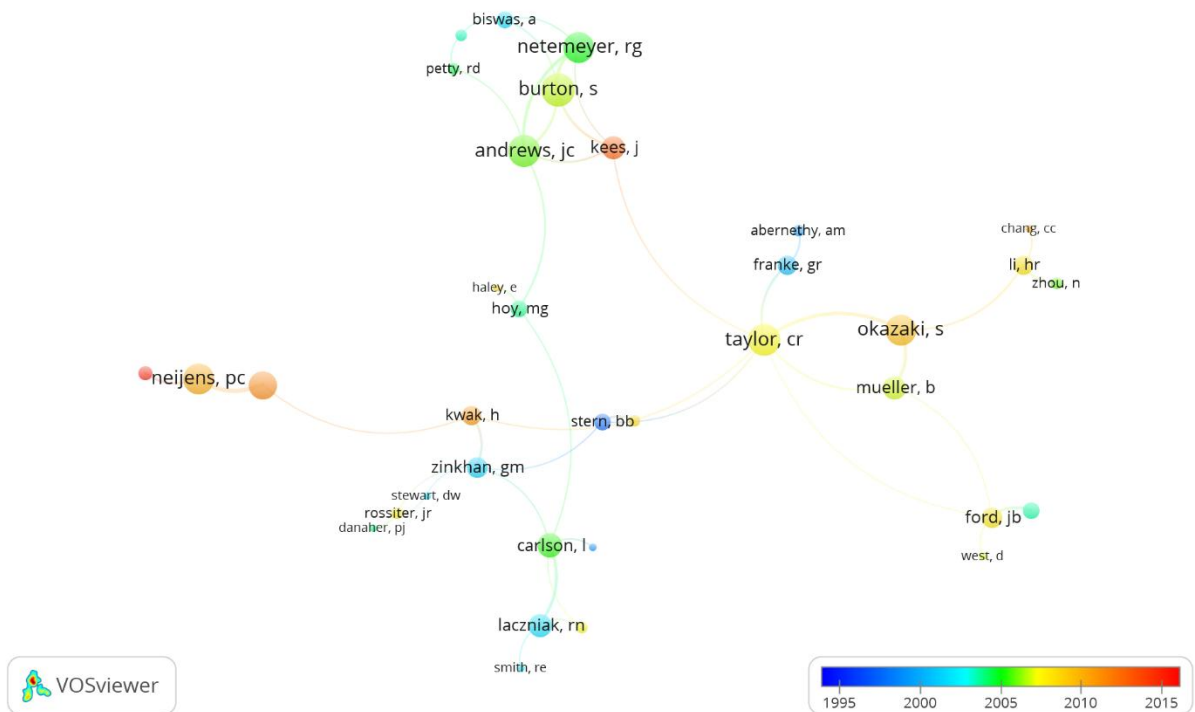 biswas, a
netemeyer, rg
petty, rd
burton, s
andrews, jc
kees, j
abernethy, am
chang, cc
franke, gr
li, hr
zhou, n
haley, e
hoy, mg
okazaki, s
taylor, cr
neijens, pc
mueller, b
kwak, h
stern, bb
zinkhan, gm
stewart, dw
rossiter, jr
danaher, pj
ford, jb
carlson, l
west, d
laczniak, rn
smith, re
VOSviewer
1995 2000 2005 2010 2015